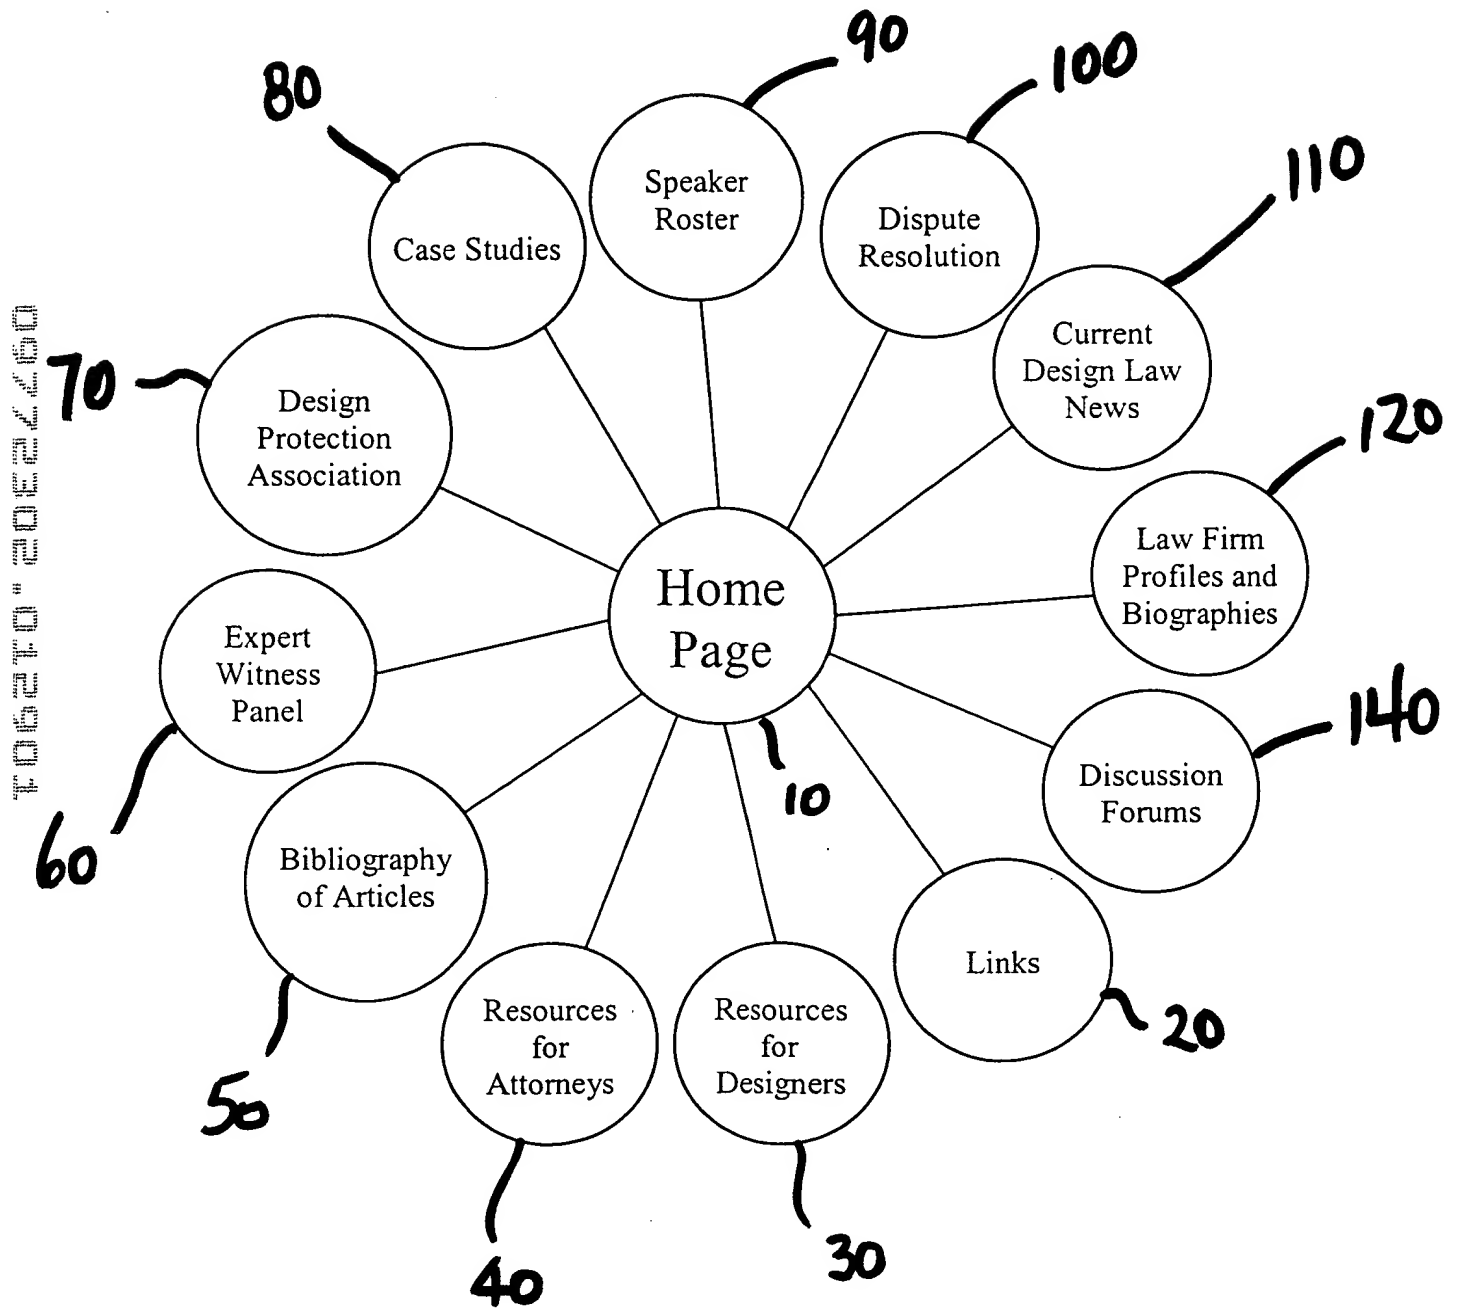 90
100
80
110
Speaker
Roster
Dispute
Resolution
Case Studies
Current
Design Law
News
70
Design
Protection
Association
120
Law Firm
Profiles and
Biographies
Home
Page
Expert
Witness
Panel
140
10
Discussion
Forums
60
Bibliography
of Articles
Links
20
Resources
for
Attorneys
Resources
for
Designers
50
40
30
09772302.012901